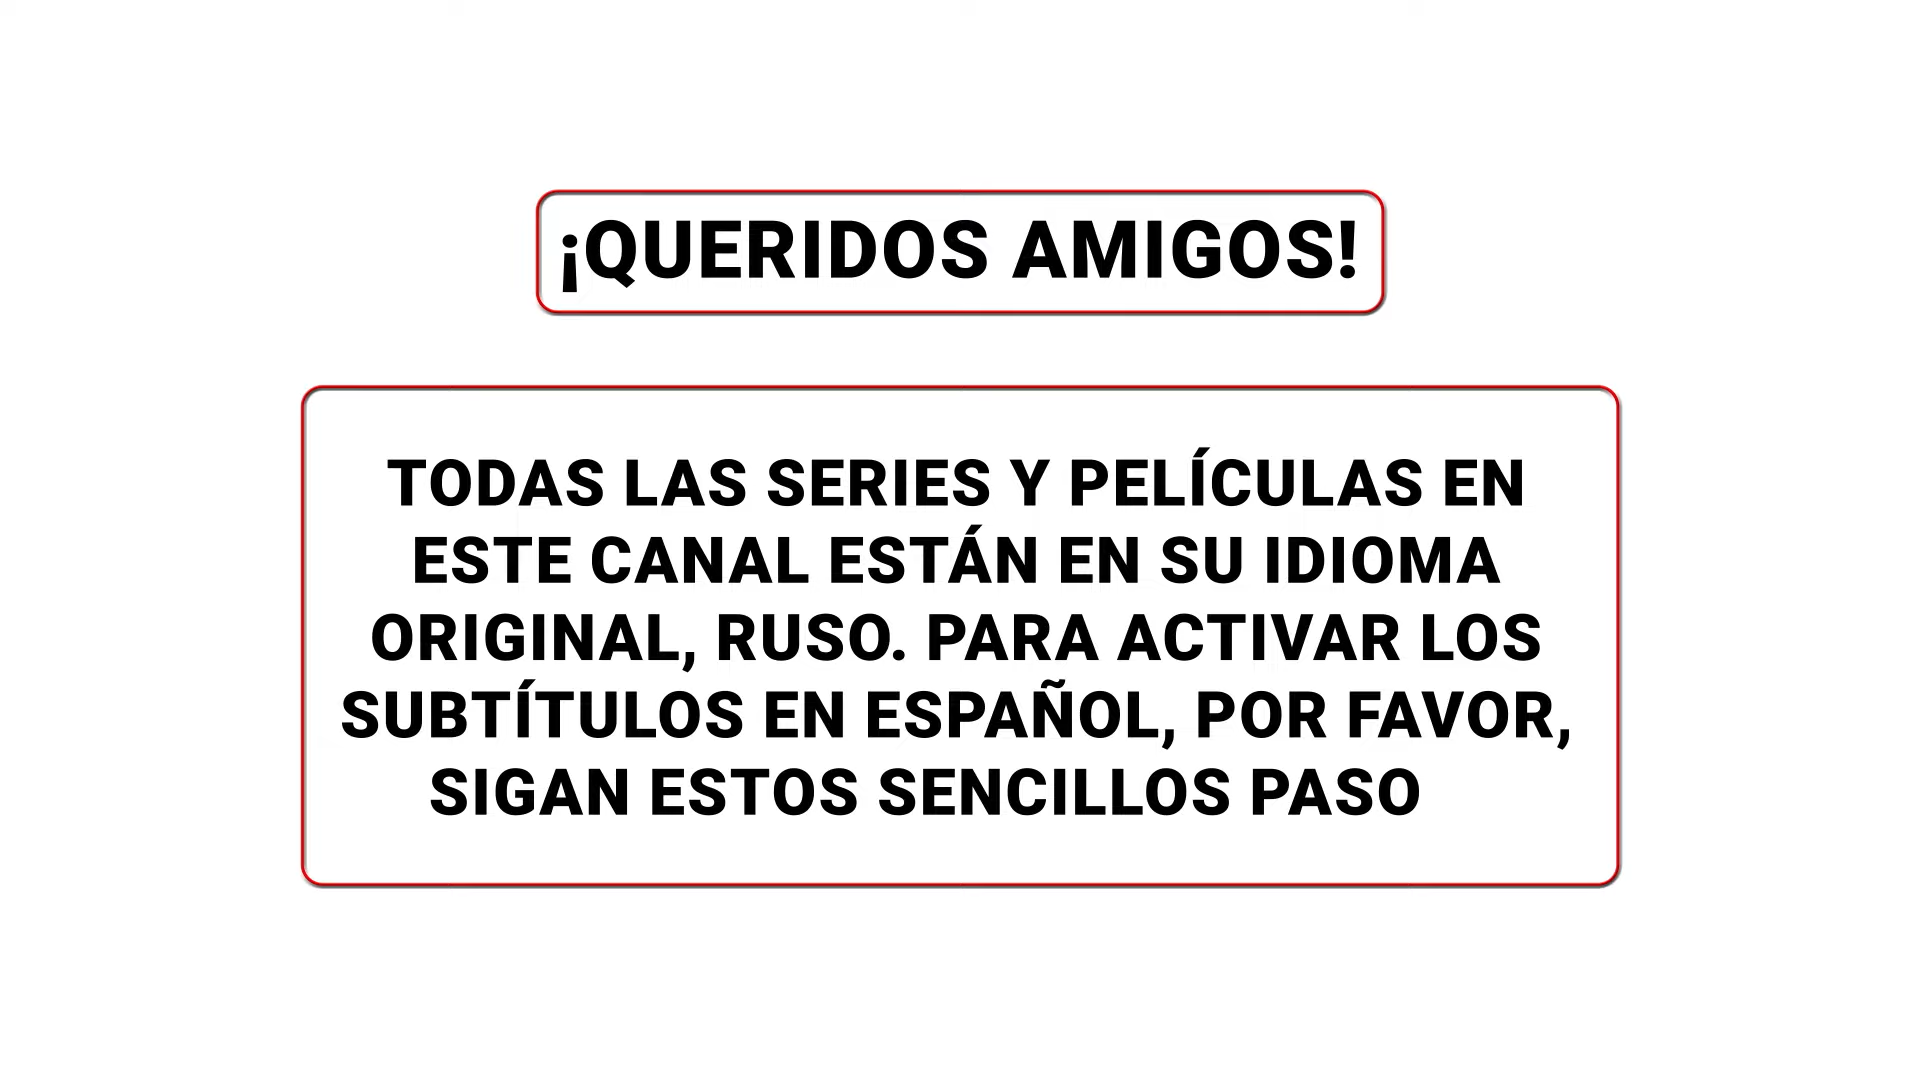 ¡QUERIDOS AMIGOS!
TODAS LAS SERIES Y PELÍCULAS EN
ESTE CANAL ESTÁN EN SU IDIOMA
ORIGINAL, RUSO. PARA ACTIVAR LOS
SUBTÍTULOS EN ESPAÑOL, POR FAVOR,
SIGAN ESTOS SENCILLOS PASO